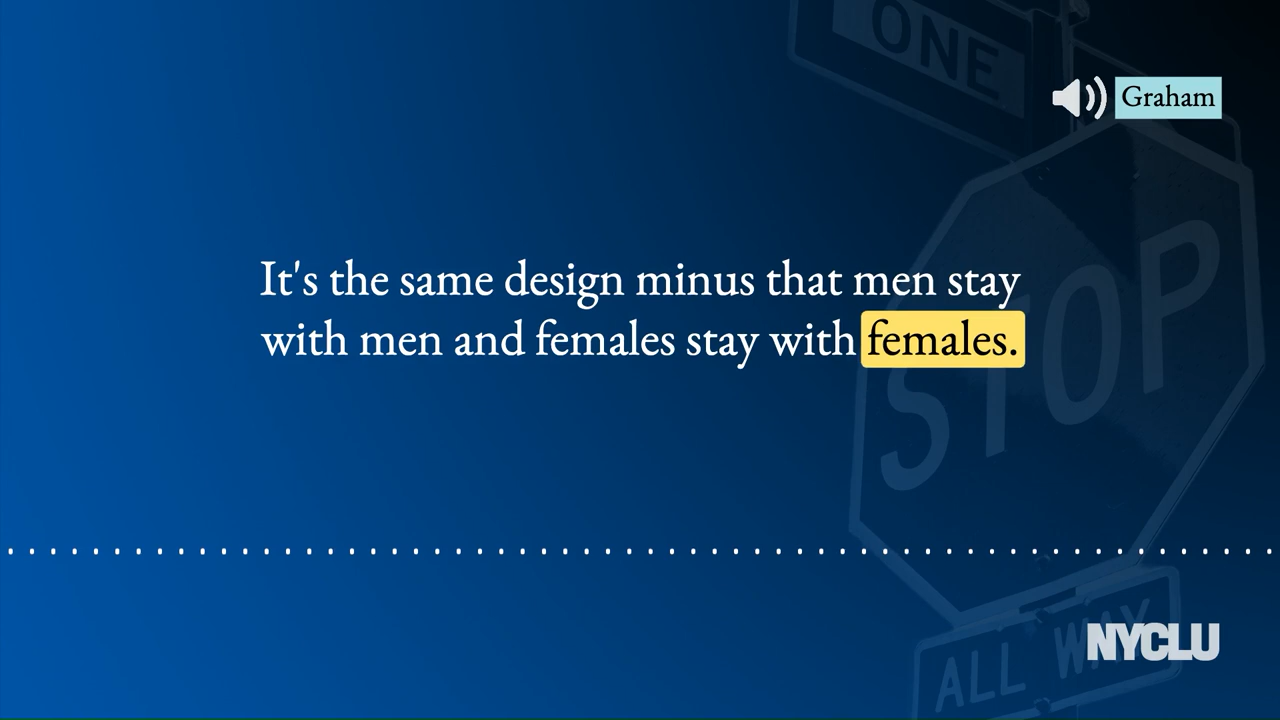 ONE
Graham
It's the same design minus that men stay
with men and females stay with females.
STOP
ALL WAY
NYCLU